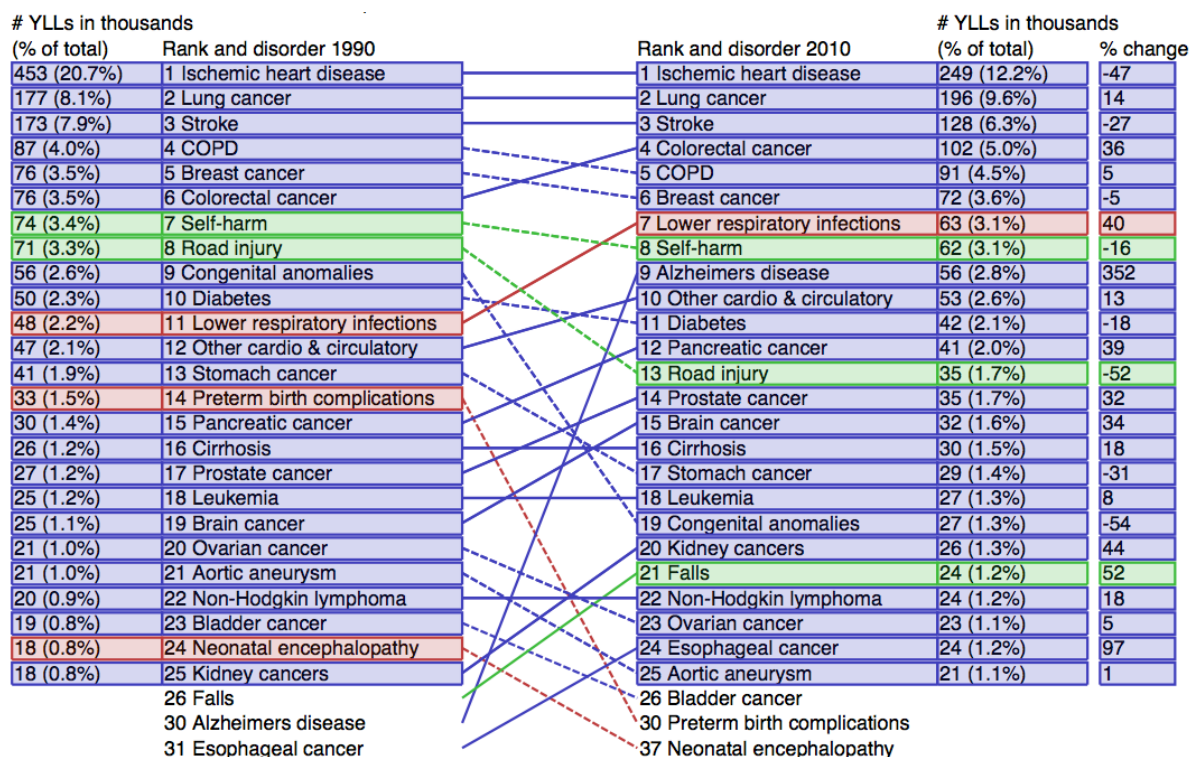 # YLLs in thousands # YLLs in thousands
(% of total) Rank and disorder 1990 Rank and disorder 2010 (% of total) % change
453 (20.7%) 1 Ischemic heart disease 1 Ischemic heart disease 249 (12.2%) -47
177 (8.1%) 2 Lung cancer 2 Lung cancer 196 (9.6%) 14
173 (7.9%) 3 Stroke 3 Stroke 128 (6.3%) -27
87 (4.0%) 4 COPD 4 Colorectal cancer 102 (5.0%) 36
76 (3.5%) 5 Breast cancer 5 COPD 91 (4.5%) 5
76 (3.5%) 6 Colorectal cancer 6 Breast cancer 72 (3.6%) -5
74 (3.4%) 7 Self-harm 7 Lower respiratory infections 63 (3.1%) 40
71 (3.3%) 8 Road injury 8 Self-harm 62 (3.1%) -16
56 (2.6%) 9 Congenital anomalies 9 Alzheimers disease 56 (2.8%) 352
50 (2.3%) 10 Diabetes 10 Other cardio & circulatory 53 (2.6%) 13
48 (2.2%) 11 Lower respiratory infections 11 Diabetes 42 (2.1%) -18
47 (2.1%) 12 Other cardio & circulatory 12 Pancreatic cancer 41 (2.0%) 39
41 (1.9%) 13 Stomach cancer 13 Road injury 35 (1.7%) -52
33 (1.5%) 14 Preterm birth complications 14 Prostate cancer 35 (1.7%) 32
30 (1.4%) 15 Pancreatic cancer 15 Brain cancer 32 (1.6%) 34
26 (1.2%) 16 Cirrhosis 16 Cirrhosis 30 (1.5%) 18
27 (1.2%) 17 Prostate cancer 17 Stomach cancer 29 (1.4%) -31
25 (1.2%) 18 Leukemia 18 Leukemia 27 (1.3%) 8
25 (1.1%) 19 Brain cancer 19 Congenital anomalies 27 (1.3%) -54
21 (1.0%) 20 Ovarian cancer 20 Kidney cancers 26 (1.3%) 44
21 (1.0%) 21 Aortic aneurysm 21 Falls 24 (1.2%) 52
20 (0.9%) 22 Non-Hodgkin lymphoma 22 Non-Hodgkin lymphoma 24 (1.2%) 18
19 (0.8%) 23 Bladder cancer 23 Ovarian cancer 23 (1.1%) 5
18 (0.8%) 24 Neonatal encephalopathy 24 Esophageal cancer 24 (1.2%) 97
18 (0.8%) 25 Kidney cancers 25 Aortic aneurysm 21 (1.1%) 1
26 Falls 26 Bladder cancer
30 Alzheimers disease 30 Preterm birth complications
31 Esophageal cancer 37 Neonatal encephalopathy